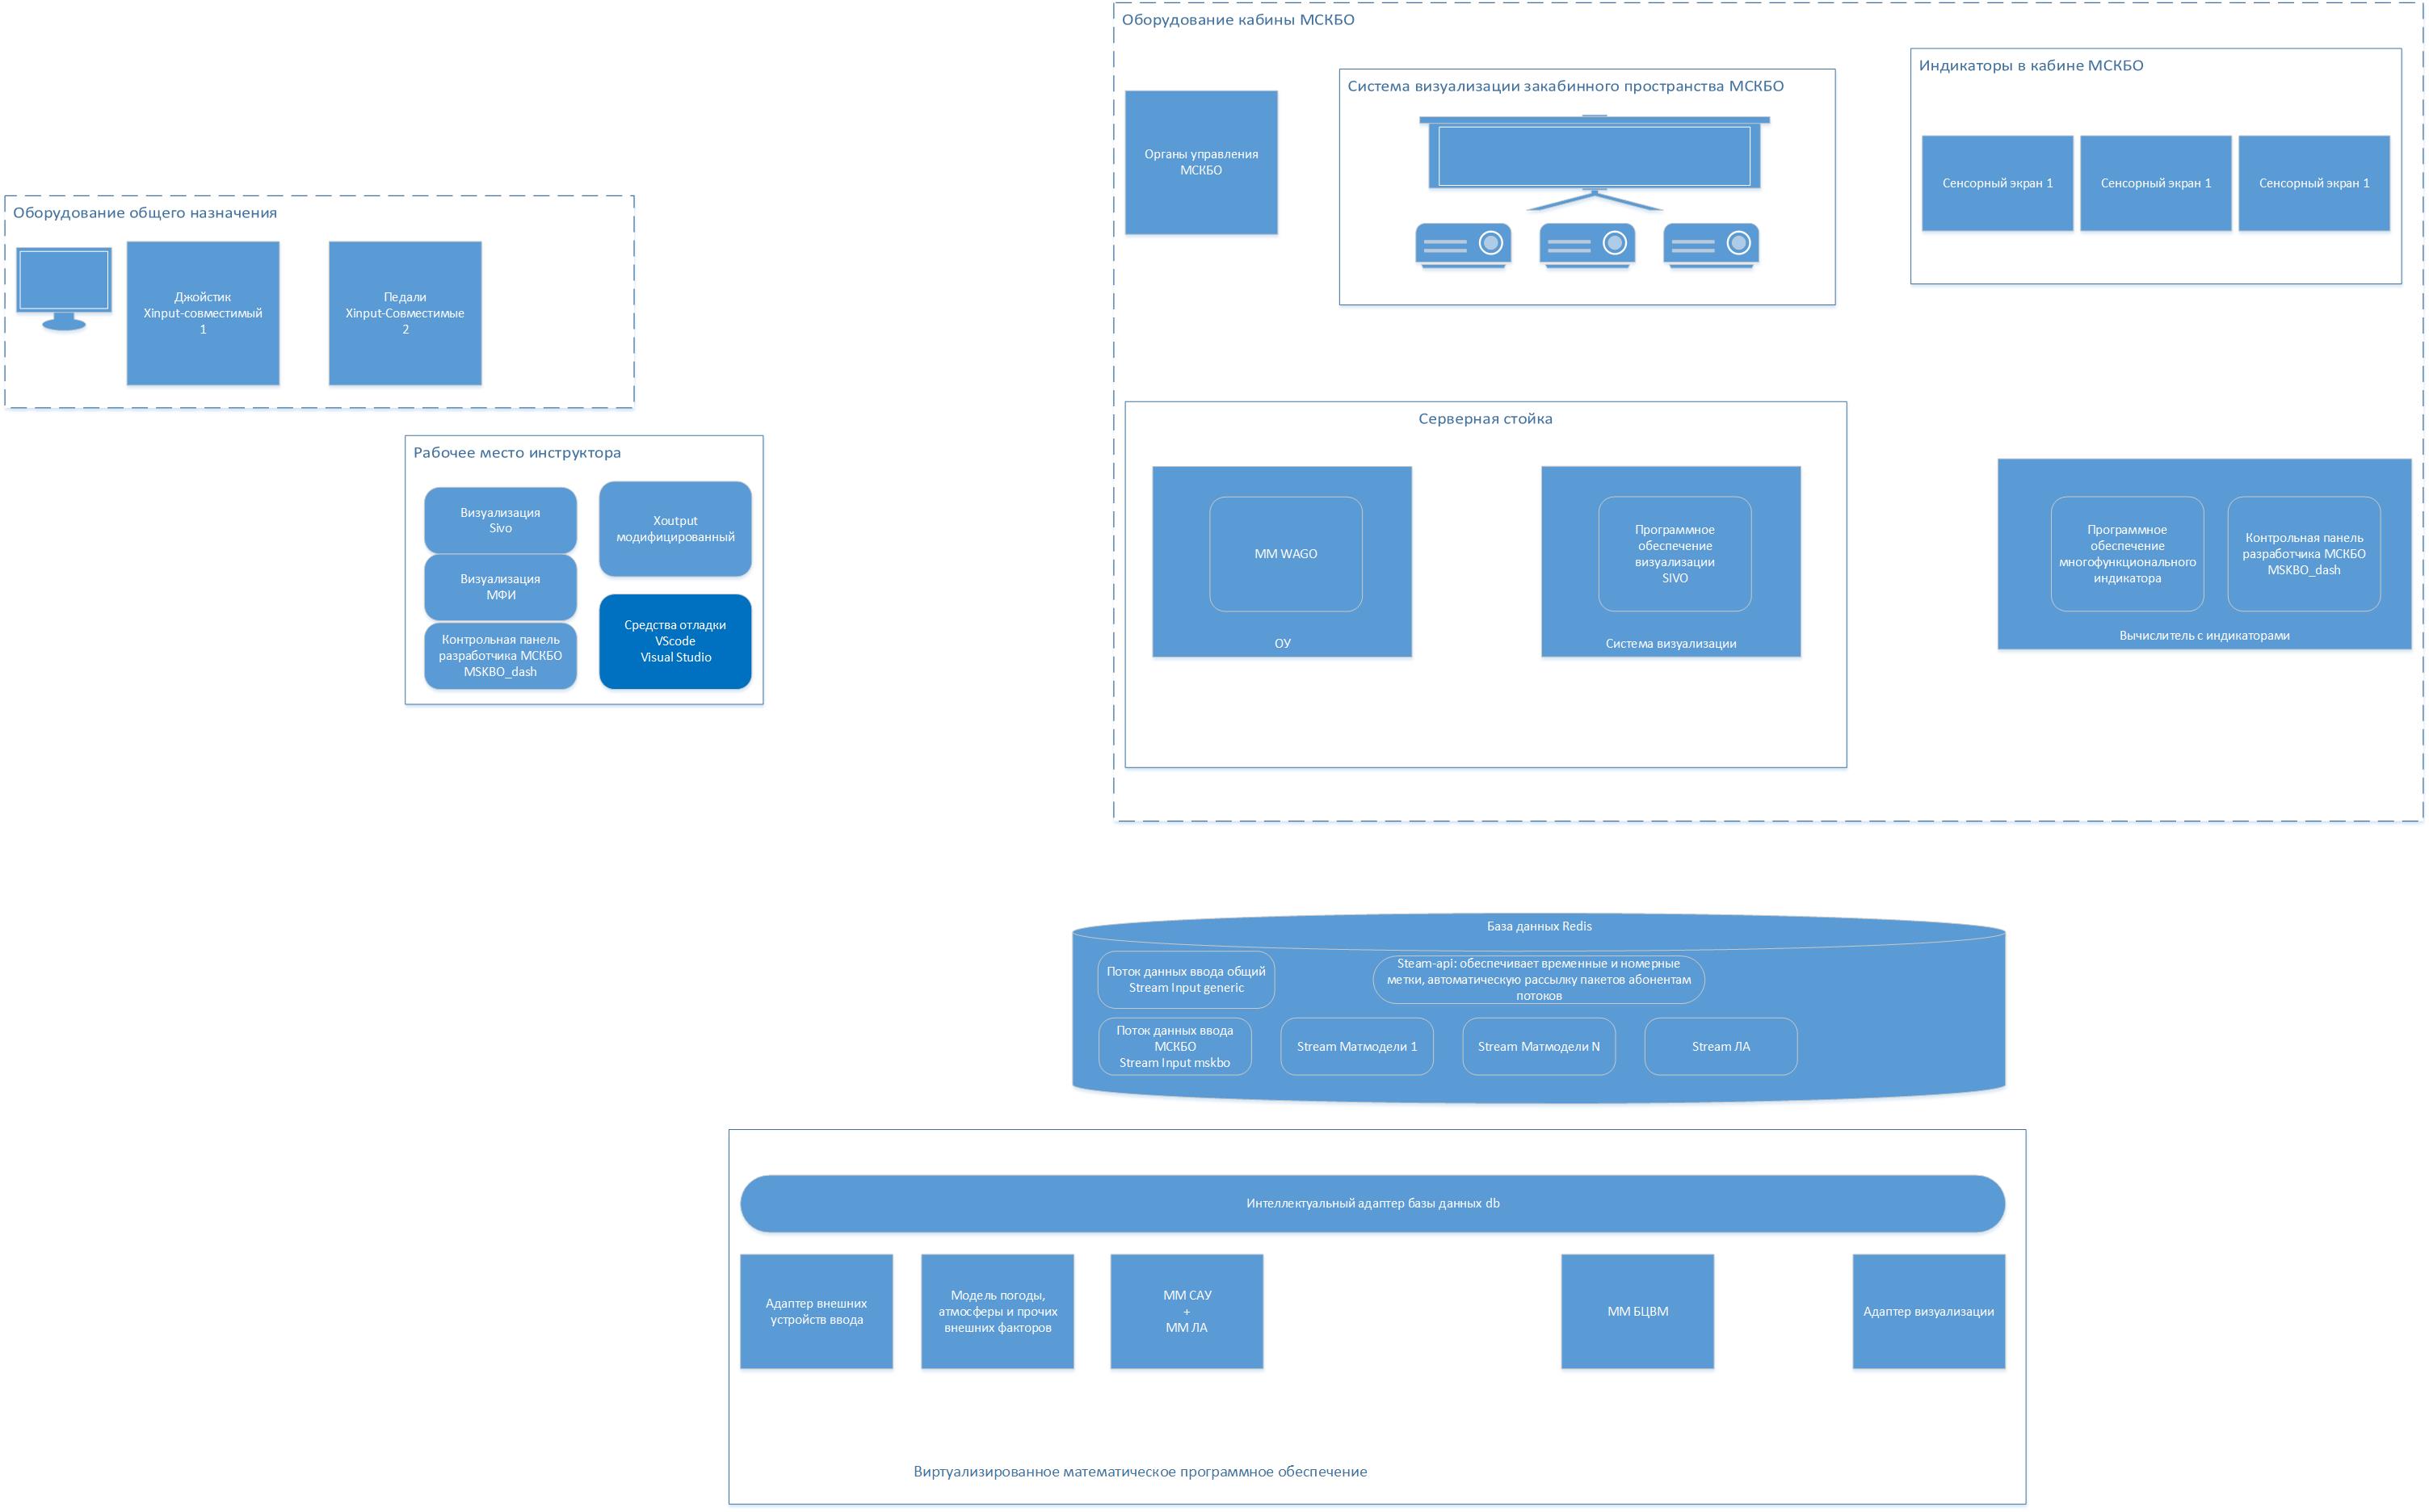 Оборудование кабины МСКБО
Индикаторы в кабине МСКБО
Система визуализации закабинного пространства МСКБО
Органы управления
МСКБО
Сенсорный экран 1
Сенсорный экран 1
Сенсорный экран 1
Оборудование общего назначения
Джойстик
Xinput-совместимый
1
Педали
Xinput-Совместимые
2
Рабочее место инструктора
Визуализация
Sivo
Визуализация
МФИ
Контрольная панель
разработчика МСКБО
MSKBO_dash
Xoutput
модифицированный
Средства отладки
VScode
Visual Studio
Серверная стойка
ММ WAGO
ОУ
Программное
обеспечение
визуализации
SIVO
Система визуализации
Программное
обеспечение
многофункционального
индикатора
Контрольная панель
разработчика МСКБО
MSKBO_dash
Вычислитель с индикаторами
База данных Redis
Поток данных ввода общий
Stream Input generic
Steam-api: обеспечивает временные и номерные
метки, автоматическую рассылку пакетов абонентам
потоков
Поток данных ввода
МСКБО
Stream Input mskbo
Stream Матмодели 1
Stream Матмодели N
Stream ЛА
Интеллектуальный адаптер базы данных db
Адаптер внешних
устройств ввода
Модель погоды,
атмосферы и прочих
внешних факторов
ММ САУ
+
ММ ЛА
ММ БЦВМ
Адаптер визуализации
Виртуализированное математическое программное обеспечение